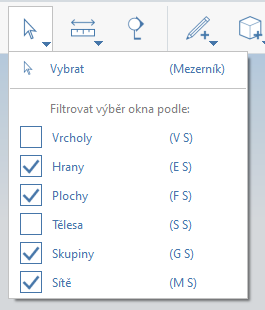 Vybrat (Mezerník)
Filtrovat výběr okna podle:
Vrcholy (V S)
Hrany (E S)
Plochy (F S)
Tělesa (S S)
Skupiny (G S)
Sítě (M S)